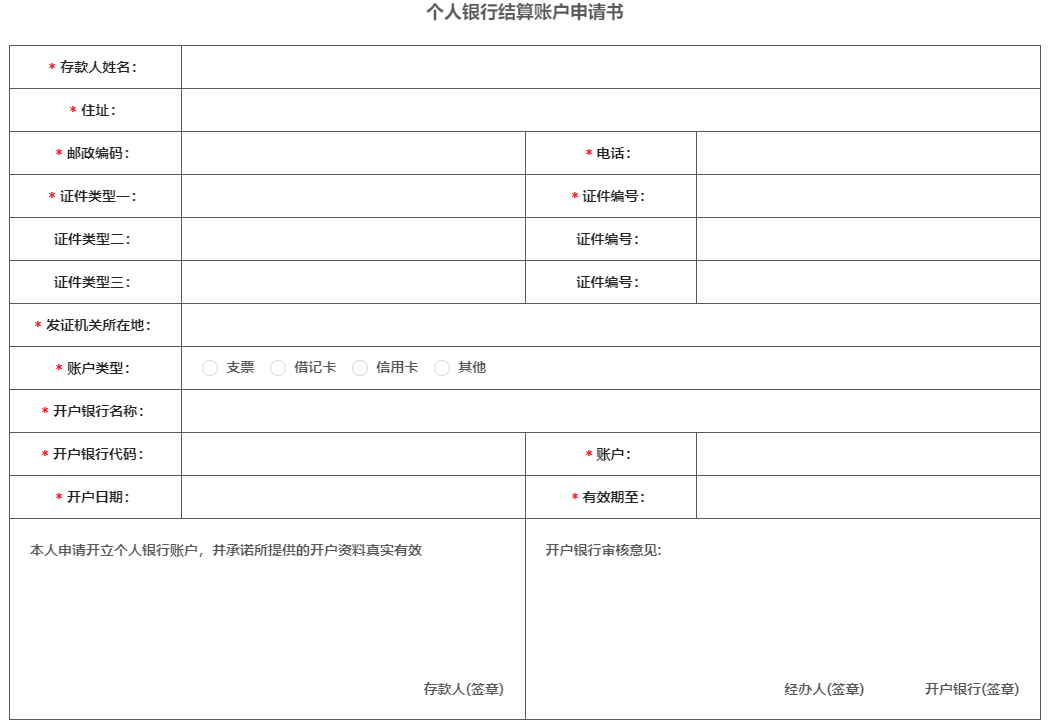 个人银行结算账户申请书
* 存款人姓名：
* 住址：
* 邮政编码： * 电话：
* 证件类型一： * 证件编号：
证件类型二： 证件编号：
证件类型三： 证件编号：
* 发证机关所在地：
* 账户类型： 支票 借记卡 信用卡 其他
* 开户银行名称：
* 开户银行代码： * 账户：
* 开户日期： * 有效期至：
本人申请开立个人银行账户，井承诺所提供的开户资料真实有效 开户银行审核意见：
存款人(签章) 经办人(签章) 开户银行(签章)